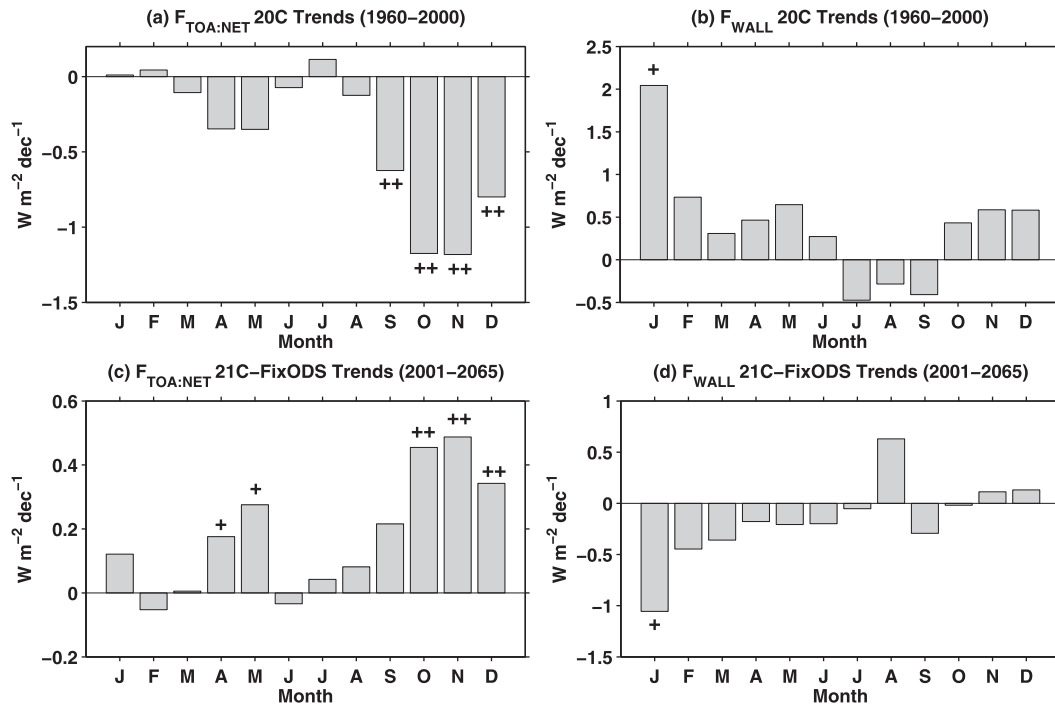 (a) F_TOA:NET 20C Trends (1960−2000)
W m⁻² dec⁻¹
0
−0.5
−1
−1.5
++
++
++
++
J F M A M J J A S O N D
Month
(b) F_WALL 20C Trends (1960−2000)
W m⁻² dec⁻¹
2.5
2
1.5
1
0.5
0
−0.5
+
J F M A M J J A S O N D
Month
(c) F_TOA:NET 21C−FixODS Trends (2001−2065)
W m⁻² dec⁻¹
0.6
0.4
0.2
0
−0.2
+
+
++
++
++
J F M A M J J A S O N D
Month
(d) F_WALL 21C−FixODS Trends (2001−2065)
W m⁻² dec⁻¹
1
0.5
0
−0.5
−1
−1.5
+
J F M A M J J A S O N D
Month